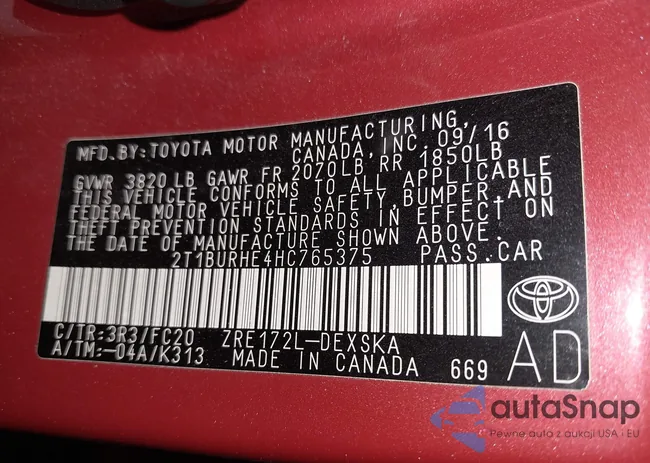 MFD.BY:TOYOTA MOTOR MANUFACTURING,
CANADA, INC. 09/16
GVWR 3820 LB GAWR FR 2070LB RR 1850LB
THIS VEHICLE CONFORMS TO ALL APPLICABLE
FEDERAL MOTOR VEHICLE SAFETY, BUMPER, AND
THEFT PREVENTION STANDARDS IN EFFECT ON
THE DATE OF MANUFACTURE SHOWN ABOVE.
2T1BURHE4HC765375 PASS.CAR
C/TR:3R3/FC20 ZRE172L-DEXSKA
A/TM:-04A/K313 MADE IN CANADA 669 AD
autaSnap
Pewne auta z aukcji USA i EU